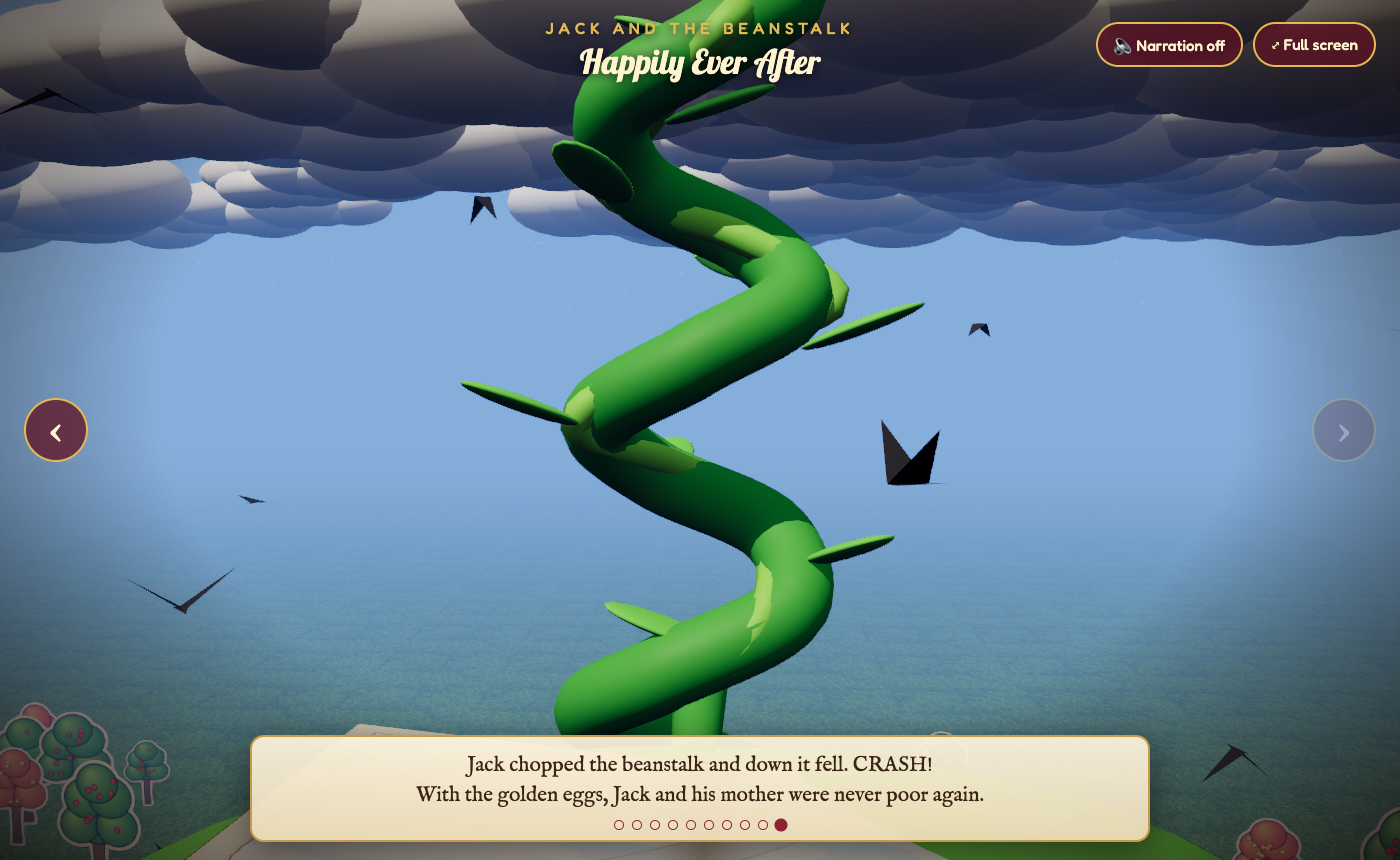 JACK AND THE BEANSTALK
Happily Ever After
Narration off
Full screen
Jack chopped the beanstalk and down it fell. CRASH!
With the golden eggs, Jack and his mother were never poor again.